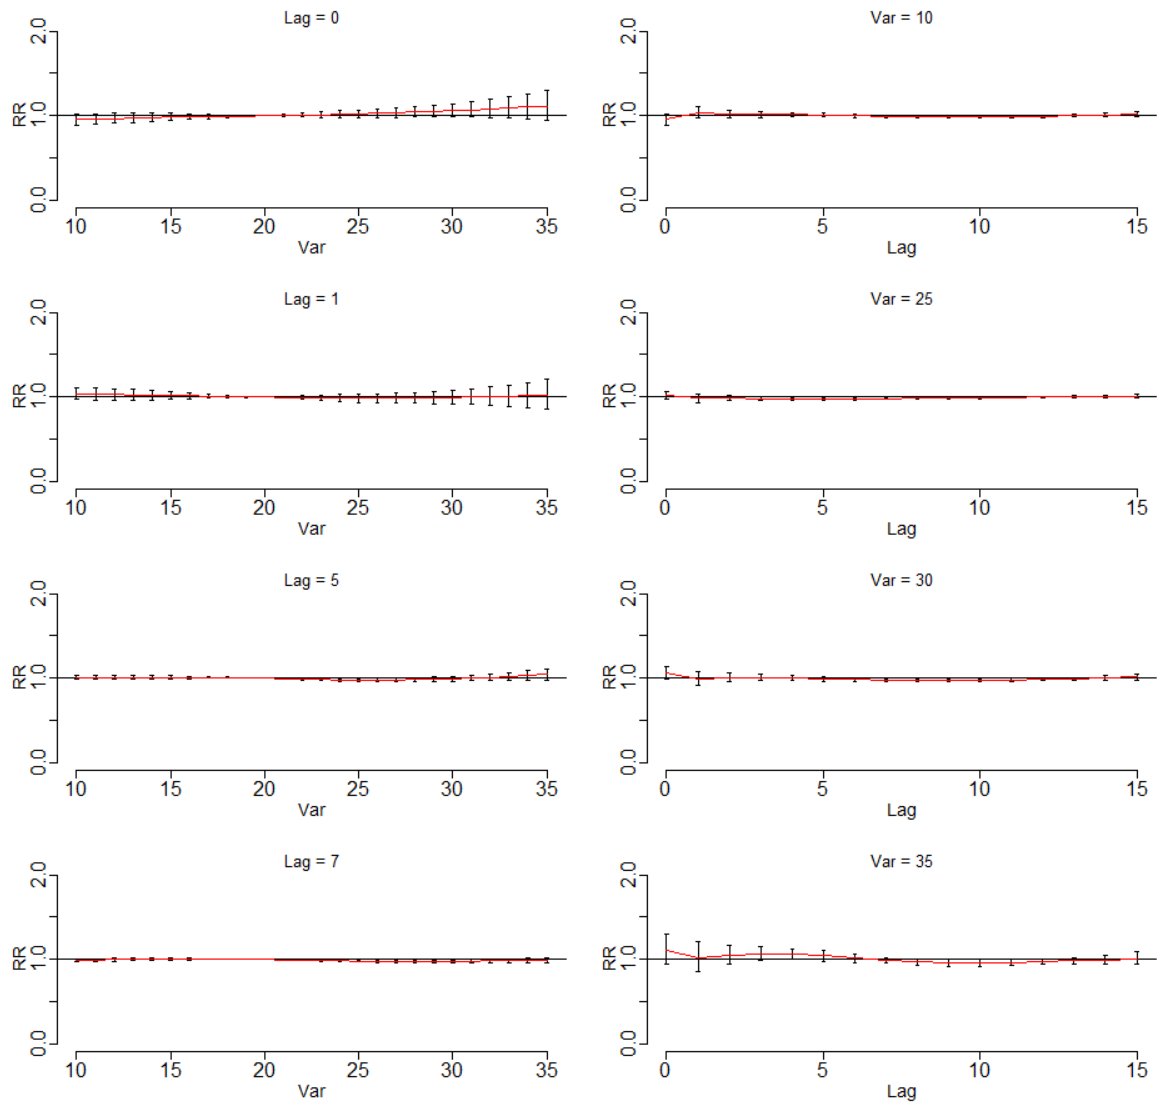 Lag = 0
2.0
1.0
0.0
RR
10 15 20 25 30 35
Var
Var = 10
2.0
1.0
0.0
RR
0 5 10 15
Lag
Lag = 1
2.0
1.0
0.0
RR
10 15 20 25 30 35
Var
Var = 25
2.0
1.0
0.0
RR
0 5 10 15
Lag
Lag = 5
2.0
1.0
0.0
RR
10 15 20 25 30 35
Var
Var = 30
2.0
1.0
0.0
RR
0 5 10 15
Lag
Lag = 7
2.0
1.0
0.0
RR
10 15 20 25 30 35
Var
Var = 35
2.0
1.0
0.0
RR
0 5 10 15
Lag